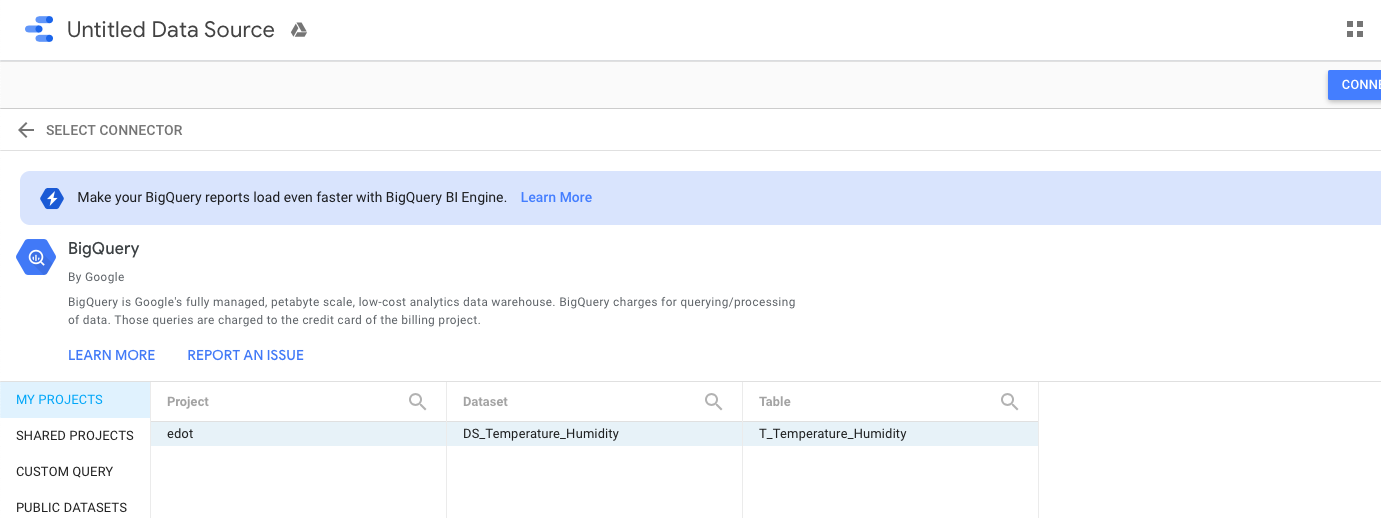 Untitled Data Source
CONNE
SELECT CONNECTOR
Make your BigQuery reports load even faster with BigQuery BI Engine. Learn More
BigQuery
By Google
BigQuery is Google's fully managed, petabyte scale, low-cost analytics data warehouse. BigQuery charges for querying/processing
of data. Those queries are charged to the credit card of the billing project.
LEARN MORE REPORT AN ISSUE
MY PROJECTS Project Dataset Table
SHARED PROJECTS edot DS_Temperature_Humidity T_Temperature_Humidity
CUSTOM QUERY
PUBLIC DATASETS